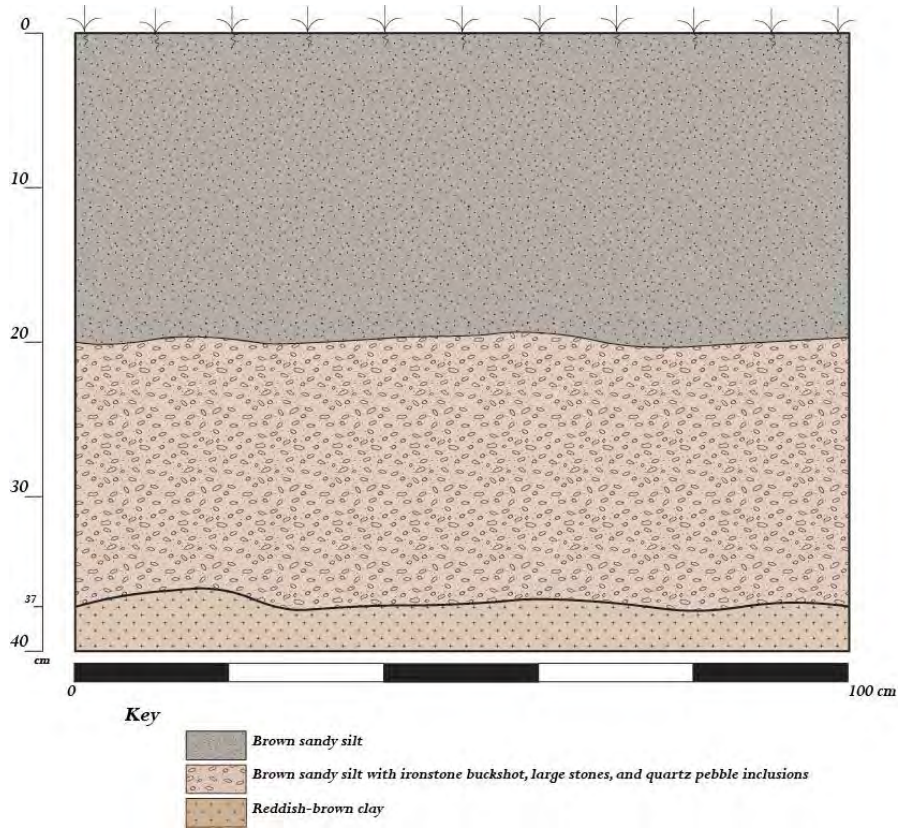 0
10
20
30
37
40
cm
0
100 cm
Key
Brown sandy silt
Brown sandy silt with ironstone buckshot, large stones, and quartz pebble inclusions
Reddish-brown clay